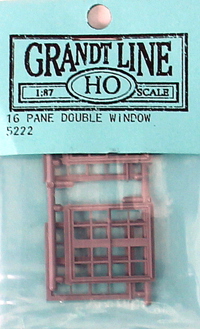 GRANDT LINE
HO
1:87 SCALE
16 PANE DOUBLE WINDOW
5222